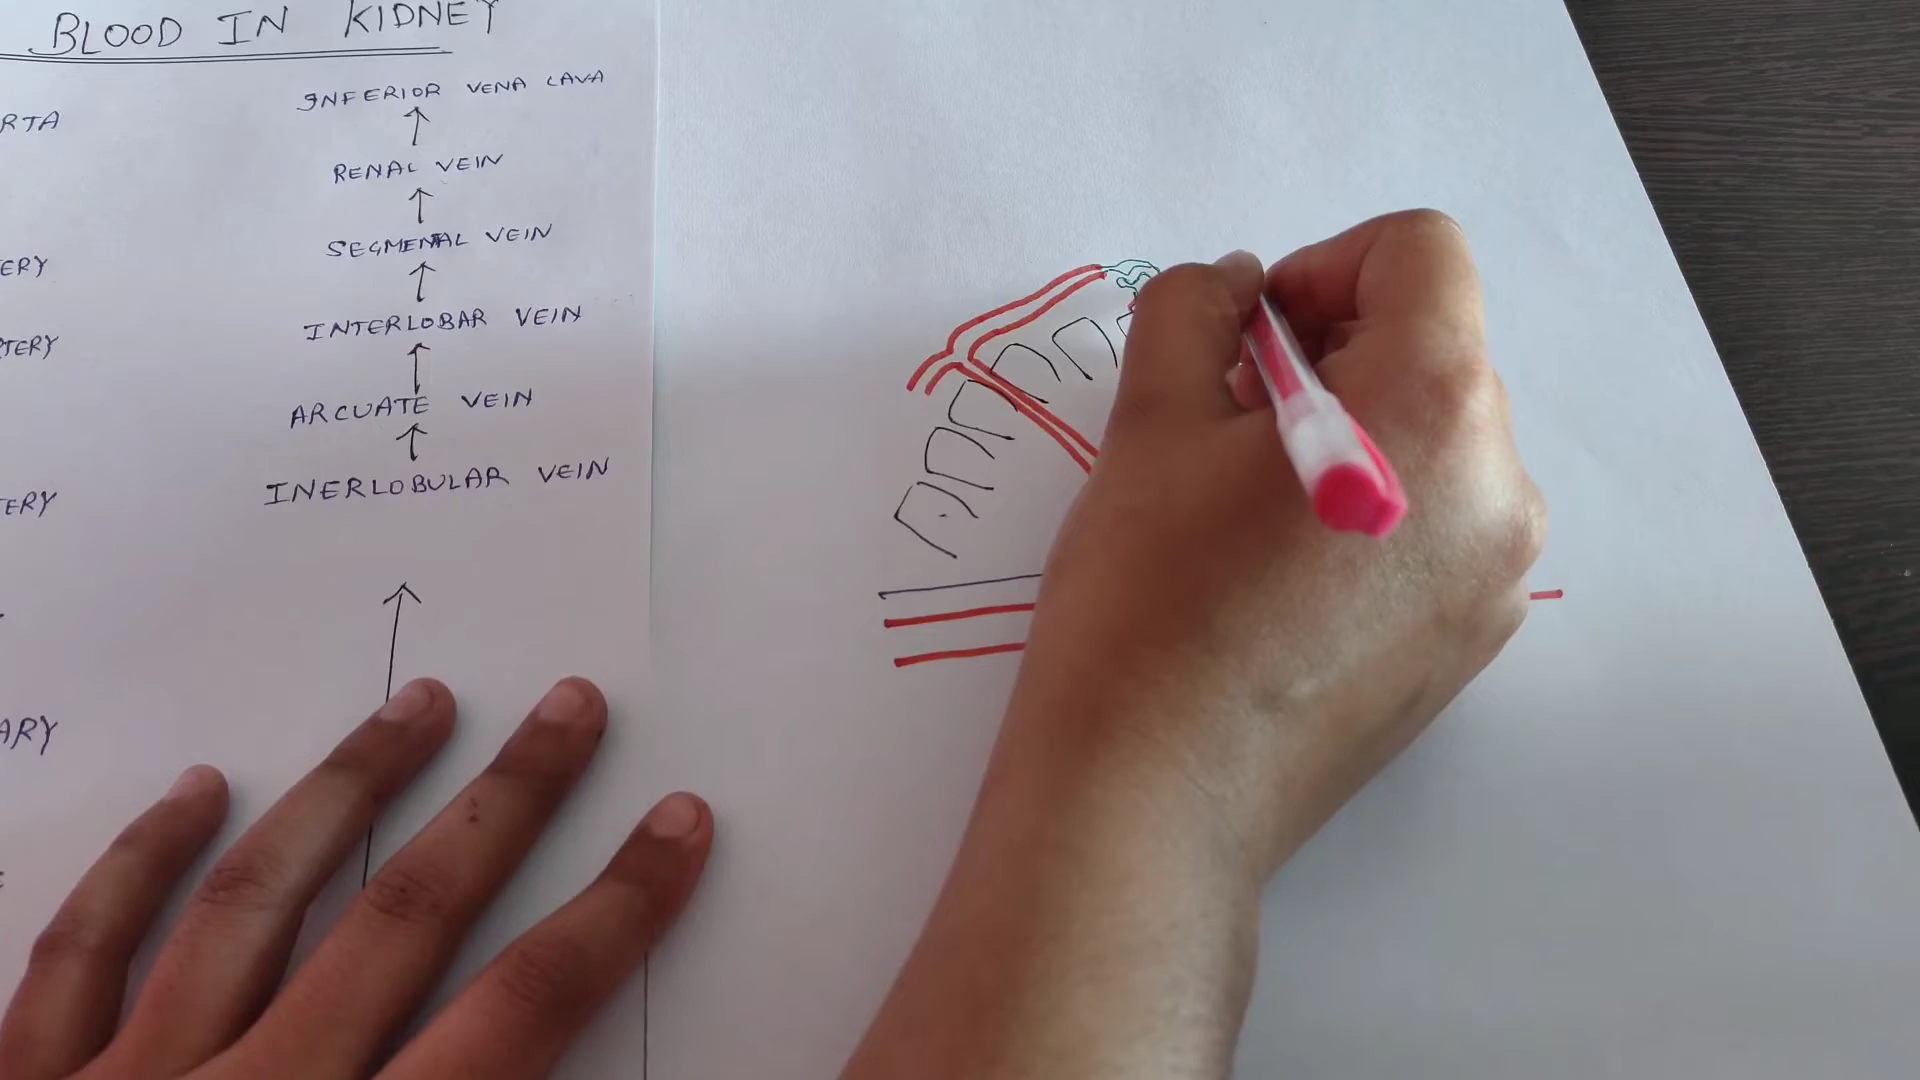 BLOOD IN KIDNEY
RTA
ERY
TERY
ERY
ARY
INFERIOR VENA CAVA
RENAL VEIN
SEGMENAL VEIN
INTERLOBAR VEIN
ARCUATE VEIN
INERLOBULAR VEIN